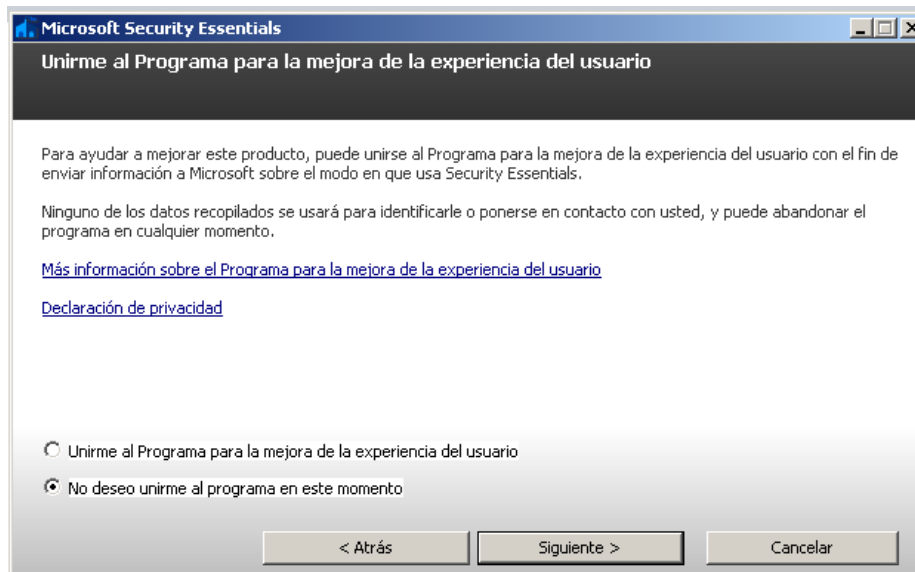 Microsoft Security Essentials
Unirme al Programa para la mejora de la experiencia del usuario
Para ayudar a mejorar este producto, puede unirse al Programa para la mejora de la experiencia del usuario con el fin de
enviar información a Microsoft sobre el modo en que usa Security Essentials.
Ninguno de los datos recopilados se usará para identificarle o ponerse en contacto con usted, y puede abandonar el
programa en cualquier momento.
Más información sobre el Programa para la mejora de la experiencia del usuario
Declaración de privacidad
Unirme al Programa para la mejora de la experiencia del usuario
No deseo unirme al programa en este momento
< Atrás Siguiente > Cancelar